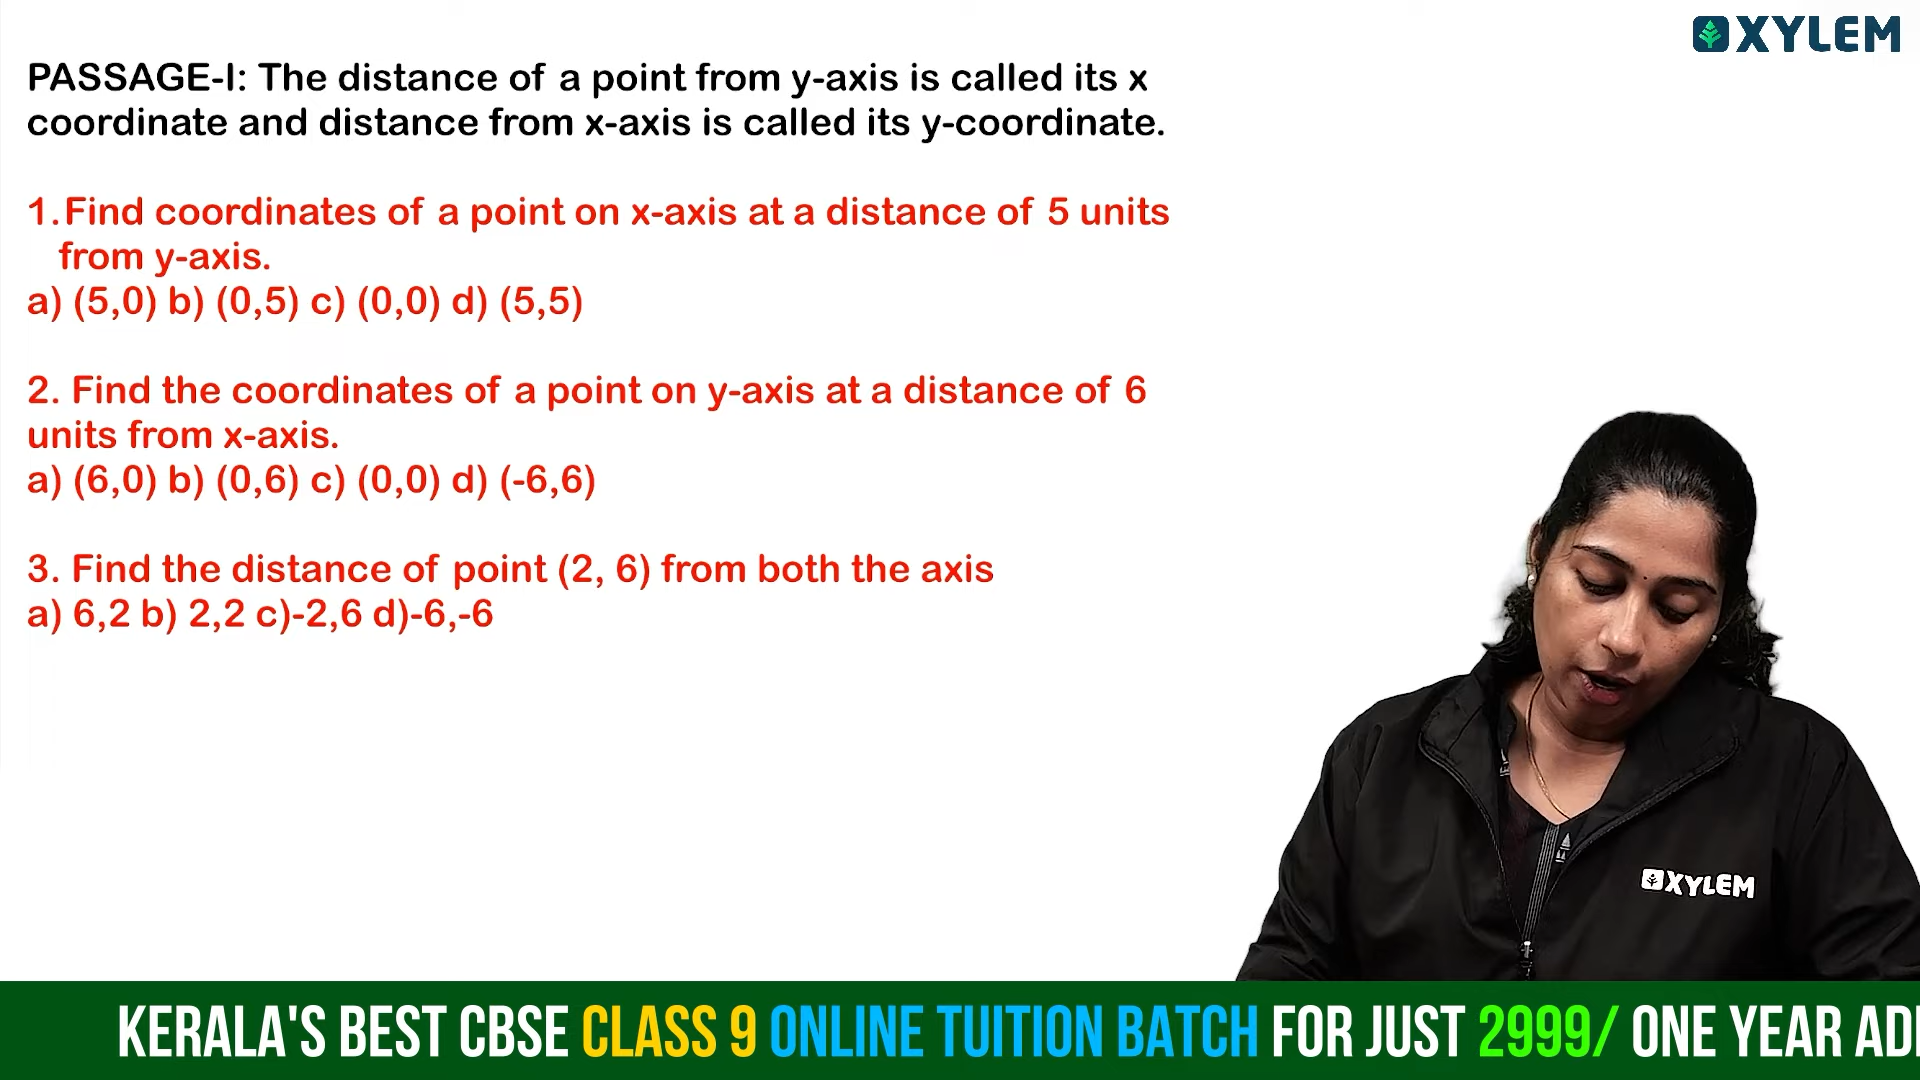 XYLEM
PASSAGE-I: The distance of a point from y-axis is called its x
coordinate and distance from x-axis is called its y-coordinate.
1.Find coordinates of a point on x-axis at a distance of 5 units
from y-axis.
a) (5,0) b) (0,5) c) (0,0) d) (5,5)
2. Find the coordinates of a point on y-axis at a distance of 6
units from x-axis.
a) (6,0) b) (0,6) c) (0,0) d) (-6,6)
3. Find the distance of point (2, 6) from both the axis
a) 6,2 b) 2,2 c)-2,6 d)-6,-6
XYLEM
KERALA'S BEST CBSE CLASS 9 ONLINE TUITION BATCH FOR JUST 2999/ ONE YEAR